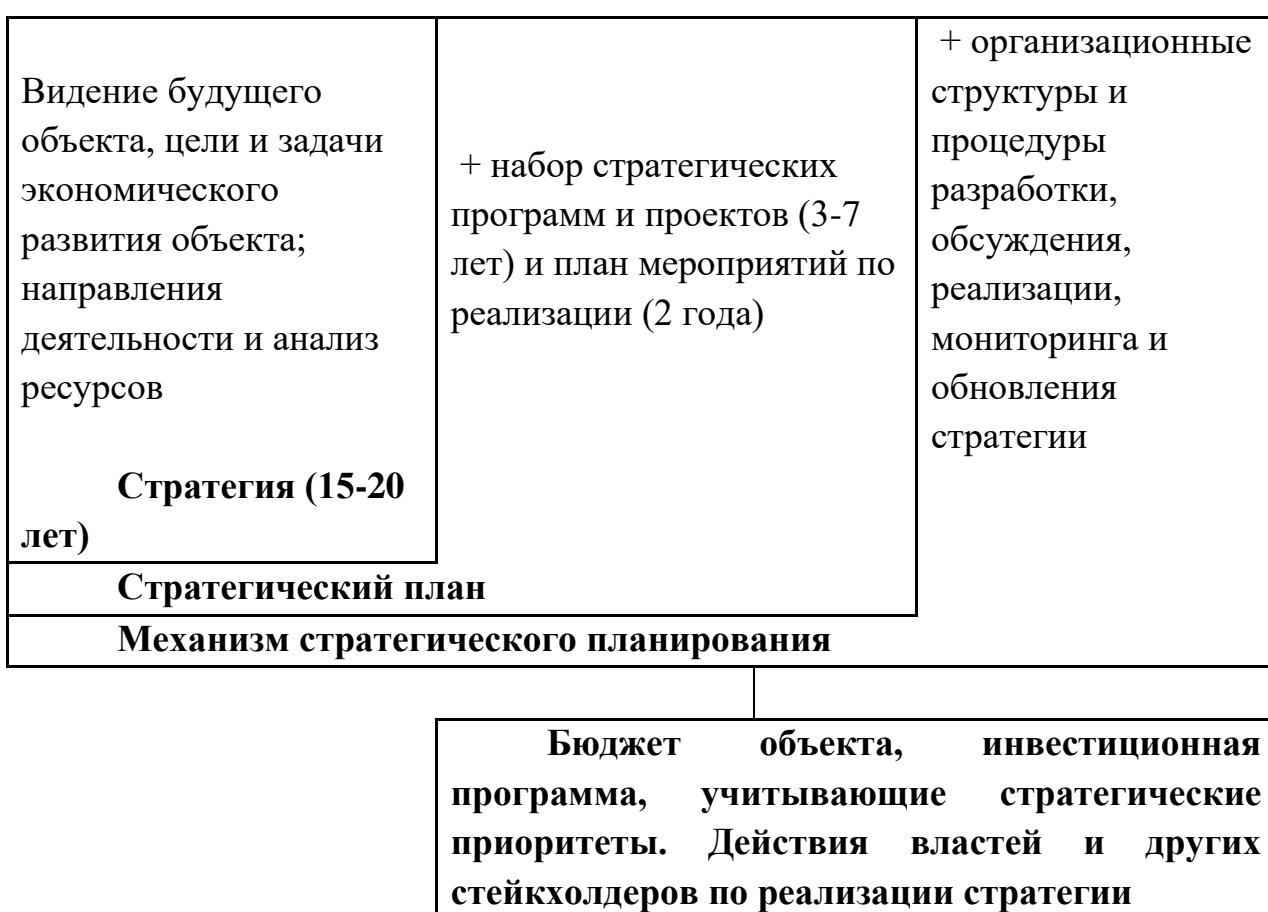 Видение будущего
объекта, цели и задачи
экономического
развития объекта;
направления
деятельности и анализ
ресурсов
Стратегия (15-20
лет)
+ набор стратегических
программ и проектов (3-7
лет) и план мероприятий по
реализации (2 года)
+ организационные
структуры и
процедуры
разработки,
обсуждения,
реализации,
мониторинга и
обновления
стратегии
Стратегический план
Механизм стратегического планирования
Бюджет объекта, инвестиционная
программа, учитывающие стратегические
приоритеты. Действия властей и других
стейкхолдеров по реализации стратегии